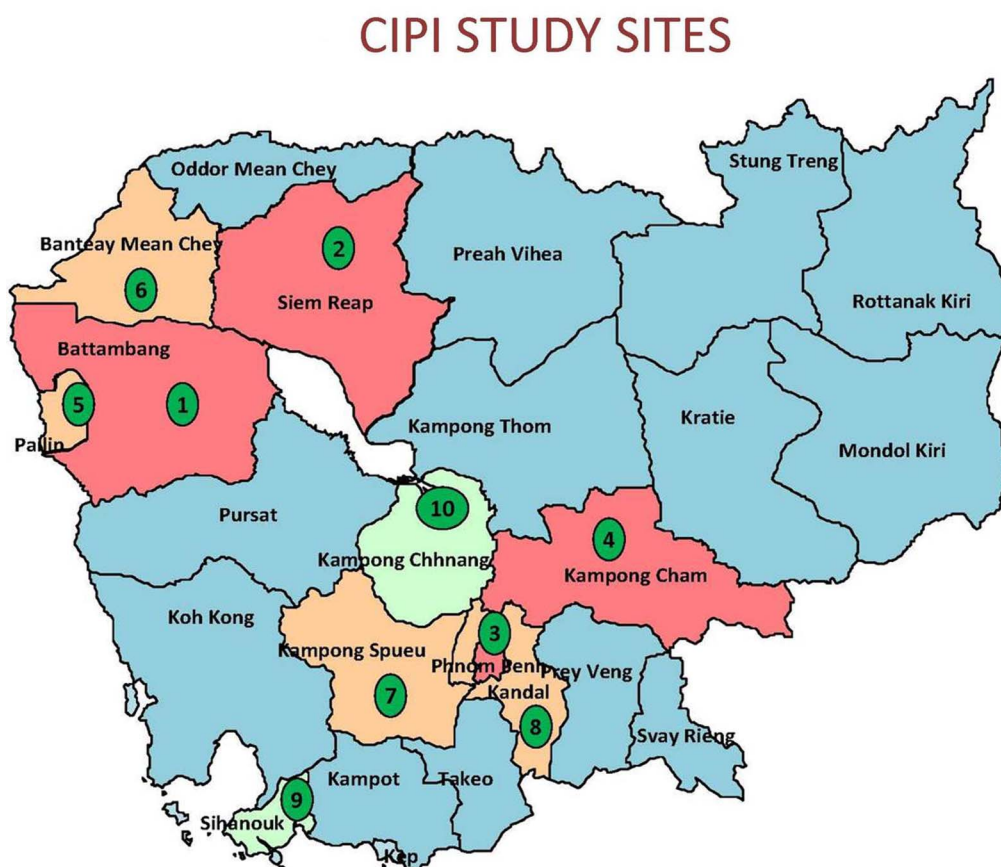 CIPI STUDY SITES
Oddor Mean Chey
Stung Treng
Banteay Mean Chey
2
Preah Vihea
6
Siem Reap
Rottanak Kiri
Battambang
5
1
Pailin
Kampong Thom
Kratie
Mondol Kiri
Pursat
10
4
Kampong Chhnang
Kampong Cham
Koh Kong
3
Kampong Spueu
Phnom Penh
Prey Veng
7
Kandal
8
Svay Rieng
Kampot
Takeo
9
Sihanouk
Kep